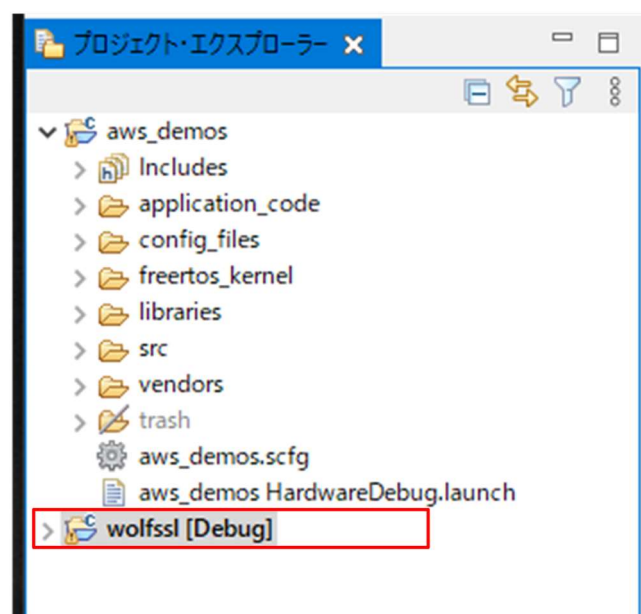 プロジェクト・エクスプローラー
aws_demos
Includes
application_code
config_files
freertos_kernel
libraries
src
vendors
trash
aws_demos.scfg
aws_demos HardwareDebug.launch
wolfssl [Debug]